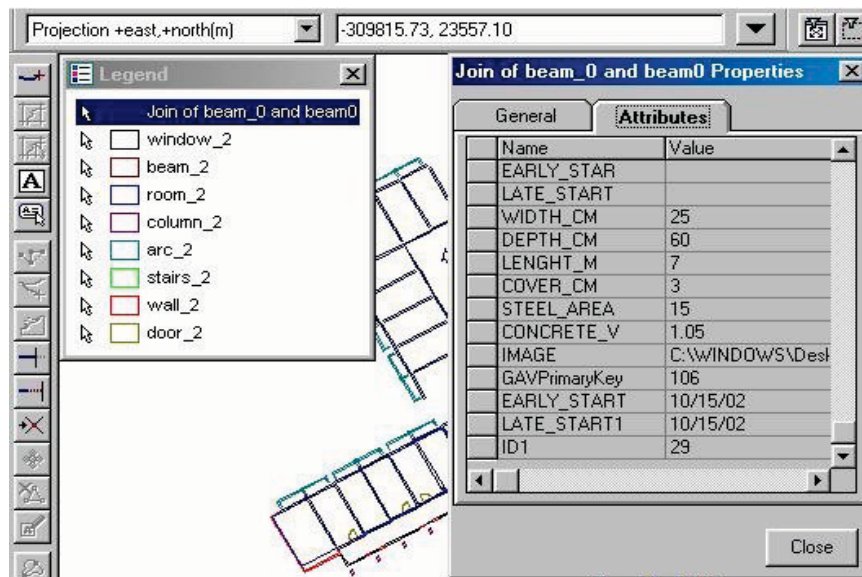 Projection +east,+north(m)
-309815.73, 23557.10
Legend
Join of beam_0 and beam0
window_2
beam_2
room_2
column_2
arc_2
stairs_2
wall_2
door_2
A
Join of beam_0 and beam0 Properties
General
Attributes
Name Value
EARLY_STAR
LATE_START
WIDTH_CM 25
DEPTH_CM 60
LENGHT_M 7
COVER_CM 3
STEEL_AREA 15
CONCRETE_V 1.05
IMAGE C:\WINDOWS\Desk
GAVPrimaryKey 106
EARLY_START 10/15/02
LATE_START1 10/15/02
ID1 29
Close